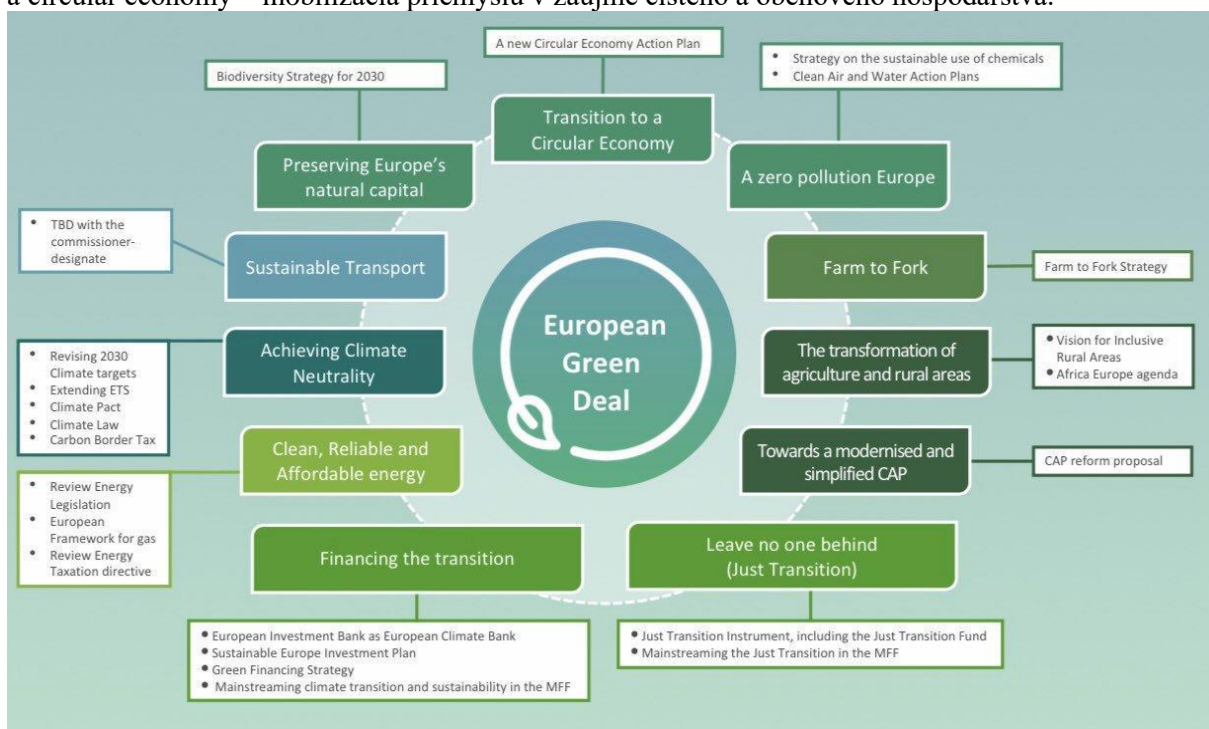 a circular economy – mobilizácia priemyslu v záujme čistého a obehového hospodárstva.
A new Circular Economy Action Plan
Biodiversity Strategy for 2030
• Strategy on the sustainable use of chemicals
• Clean Air and Water Action Plans
Transition to a
Circular Economy
Preserving Europe's
natural capital
A zero pollution Europe
• TBD with the
commissioner-
designate
Sustainable Transport
Farm to Fork
Farm to Fork Strategy
European
Green
Deal
• Revising 2030
Climate targets
• Extending ETS
• Climate Pact
• Climate Law
• Carbon Border Tax
Achieving Climate
Neutrality
The transformation of
agriculture and rural areas
• Vision for Inclusive
Rural Areas
• Africa Europe agenda
Clean, Reliable and
Affordable energy
Towards a modernised and
simplified CAP
CAP reform proposal
• Review Energy
Legislation
• European
Framework for gas
• Review Energy
Taxation directive
Financing the transition
Leave no one behind
(Just Transition)
• European Investment Bank as European Climate Bank
• Sustainable Europe Investment Plan
• Green Financing Strategy
• Mainstreaming climate transition and sustainability in the MFF
• Just Transition Instrument, including the Just Transition Fund
• Mainstreaming the Just Transition in the MFF